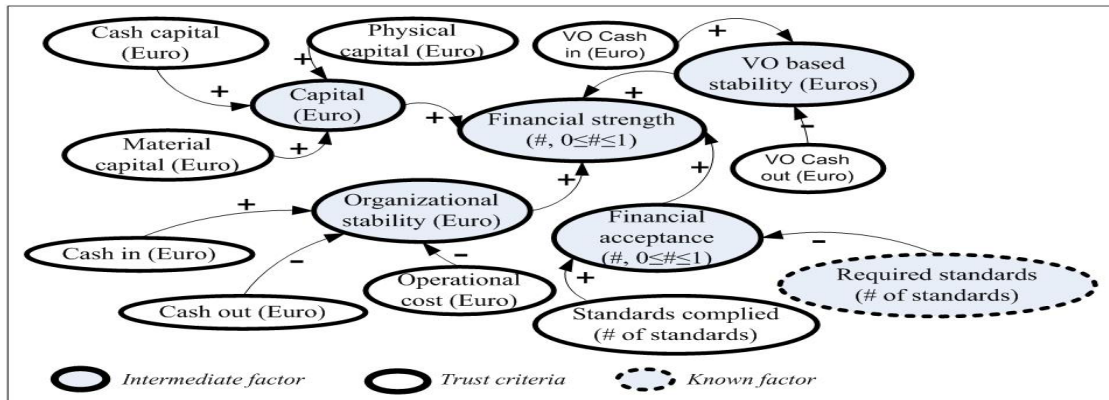 Cash capital
(Euro)
Physical
capital (Euro)
VO Cash
in (Euro)
+
VO based
stability (Euros)
+
+
Capital
(Euro)
+
+
Financial strength
(#, 0≤#≤1)
-
Material
capital (Euro)
+
+
VO Cash
out (Euro)
+
+
Organizational
stability (Euro)
Financial
acceptance
(#, 0≤#≤1)
-
Cash in (Euro)
-
-
Required standards
(# of standards)
Operational
cost (Euro)
+
Cash out (Euro)
Standards complied
(# of standards)
Intermediate factor
Trust criteria
Known factor